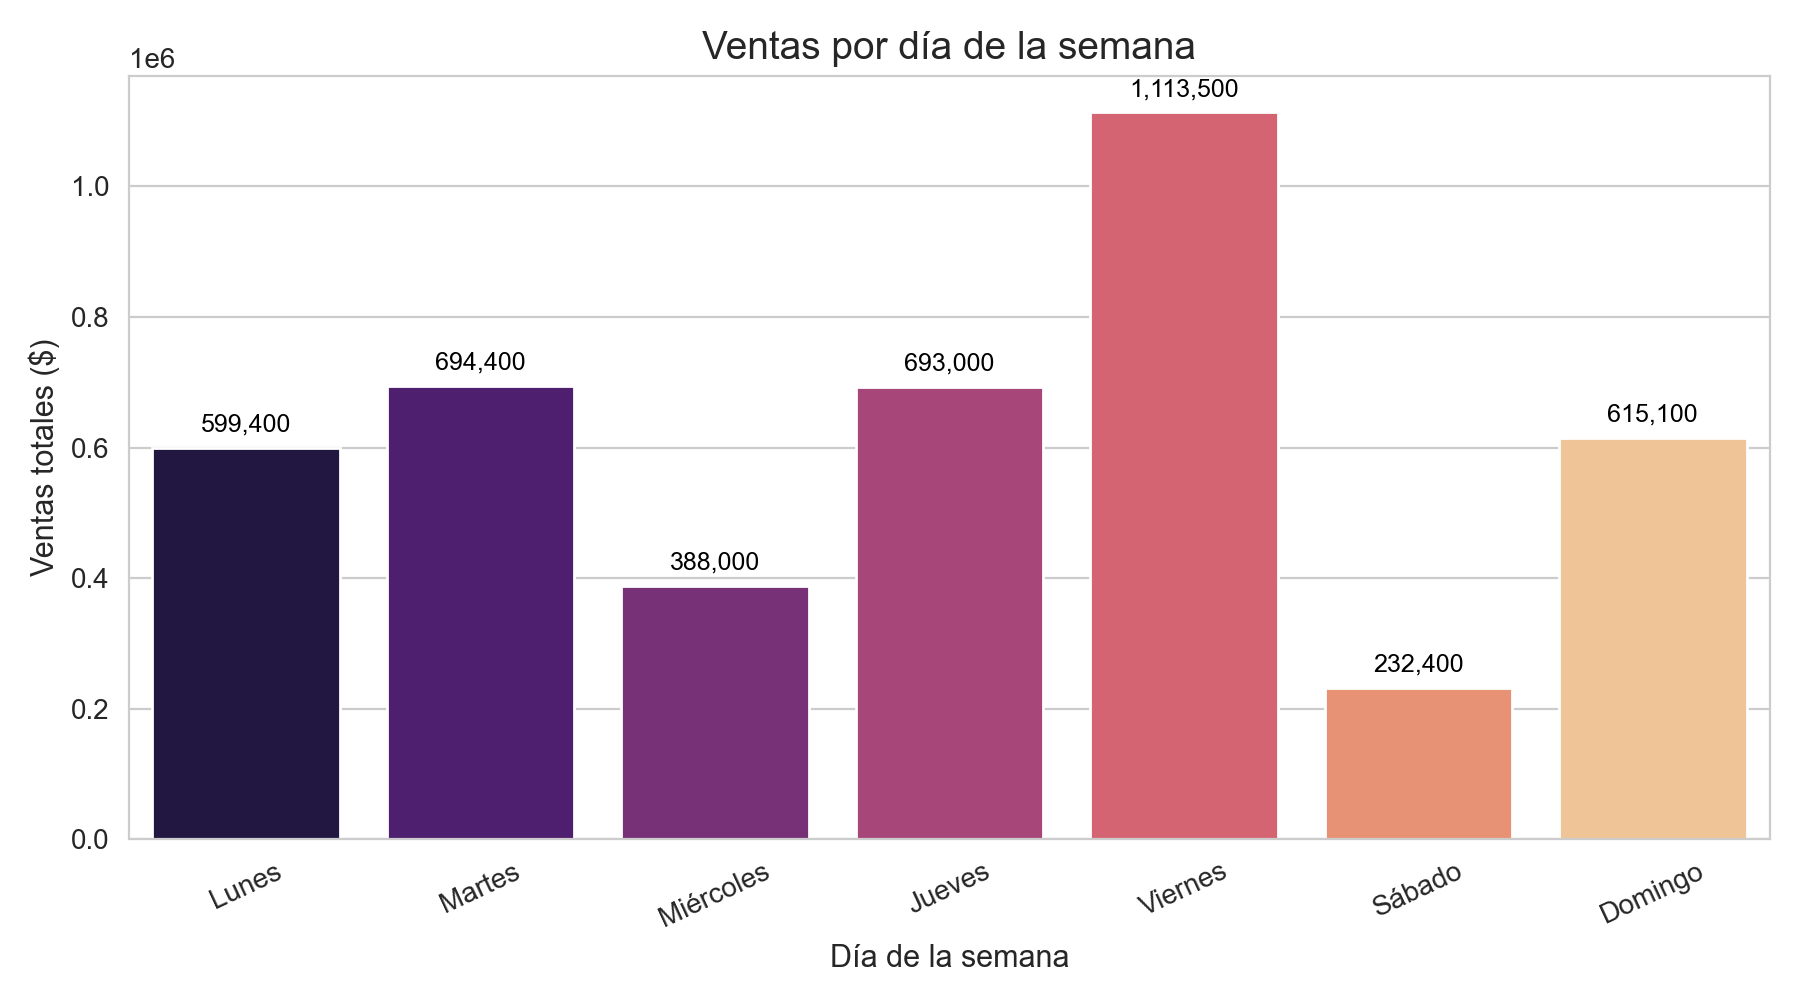 Ventas por día de la semana
1e6
Ventas totales ($)
1.0
0.8
0.6
0.4
0.2
0.0
599,400
694,400
388,000
693,000
1,113,500
232,400
615,100
Lunes
Martes
Miércoles
Jueves
Viernes
Sábado
Domingo
Día de la semana